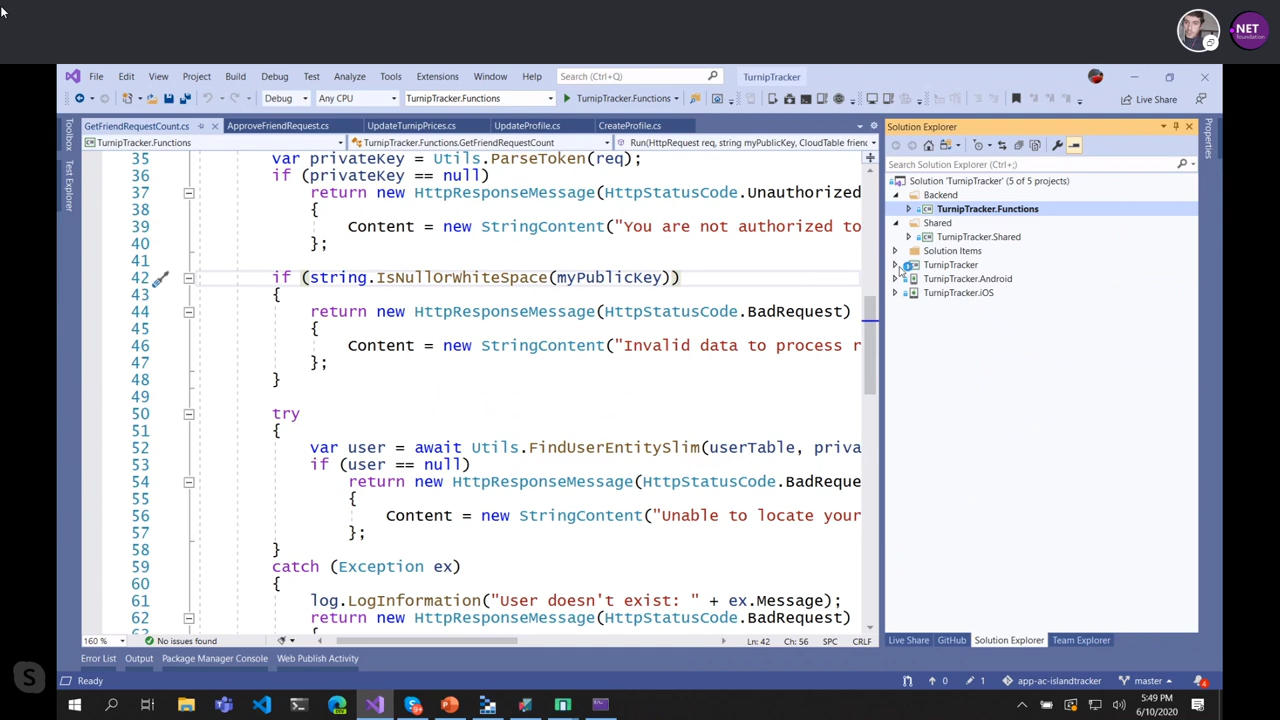 NET
foundation
File Edit View Project Build Debug Test Analyze Tools Extensions Window Help Search (Ctrl+Q) TurnipTracker
Debug Any CPU TurnipTracker.Functions TurnipTracker.Functions Live Share
Toolbox
Test Explorer
GetFriendRequestCount.cs ApproveFriendRequest.cs UpdateTurnipPrices.cs UpdateProfile.cs CreateProfile.cs
TurnipTracker.Functions TurnipTracker.Functions.GetFriendRequestCount Run(HttpRequest req, string myPublicKey, CloudTable frienc
35 var privateKey = Utils.ParseToken(req);
36 if (privateKey == null)
37 return new HttpResponseMessage(HttpStatusCode.Unauthorized
38 {
39 Content = new StringContent("You are not authorized to
40 };
41
42 if (string.IsNullOrWhiteSpace(myPublicKey))
43 {
44 return new HttpResponseMessage(HttpStatusCode.BadRequest)
45 {
46 Content = new StringContent("Invalid data to process r
47 };
48 }
49
50 try
51 {
52 var user = await Utils.FindUserEntitySlim(userTable, priva
53 if (user == null)
54 return new HttpResponseMessage(HttpStatusCode.BadReque
55 {
56 Content = new StringContent("Unable to locate your
57 };
58 }
59 catch (Exception ex)
60 {
61 log.LogInformation("User doesn't exist: " + ex.Message);
62 return new HttpResponseMessage(HttpStatusCode.BadRequest)
63 {
160 % No issues found Ln: 42 Ch: 56 SPC CRLF
Solution Explorer
Search Solution Explorer (Ctrl+;)
Solution 'TurnipTracker' (5 of 5 projects)
Backend
TurnipTracker.Functions
Shared
TurnipTracker.Shared
Solution Items
TurnipTracker
TurnipTracker.Android
TurnipTracker.iOS
Live Share GitHub Solution Explorer Team Explorer
Properties
Error List Output Package Manager Console Web Publish Activity
Ready 0 1 app-ac-islandtracker master 4
5:49 PM
6/10/2020